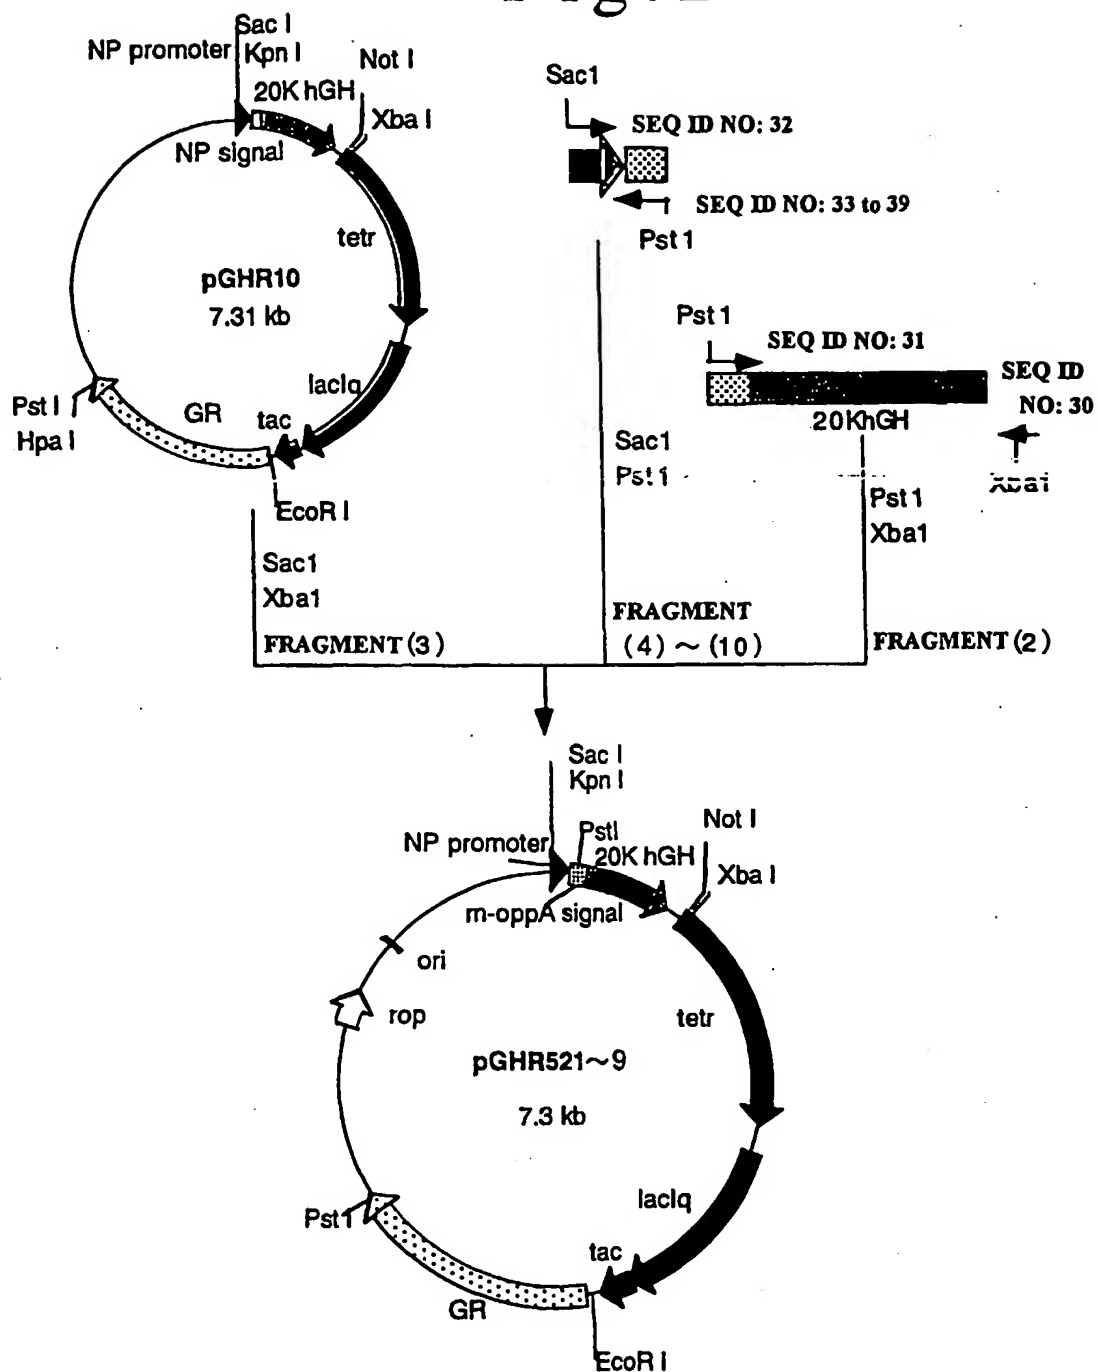 Sac I
NP promoter
Kpn I
Not I
20K hGH
Xba I
NP signal
tetr
pGHR10
7.31 kb
lacIq
tac
GR
Pst I
Hpa I
EcoR I
Sac1
Xba1
FRAGMENT (3)
Sac1
SEQ ID NO: 32
SEQ ID NO: 33 to 39
Pst 1
Sac1
Pst 1
FRAGMENT
(4) ~ (10)
Pst 1
SEQ ID NO: 31
SEQ ID
NO: 30
20KhGH
Xbai
Pst 1
Xba1
FRAGMENT (2)
Sac I
Kpn I
NP promoter
PstI
20K hGH
Not I
Xba I
m-oppA signal
ori
rop
tetr
pGHR521~9
7.3 kb
lacIq
tac
Pst 1
GR
EcoR I